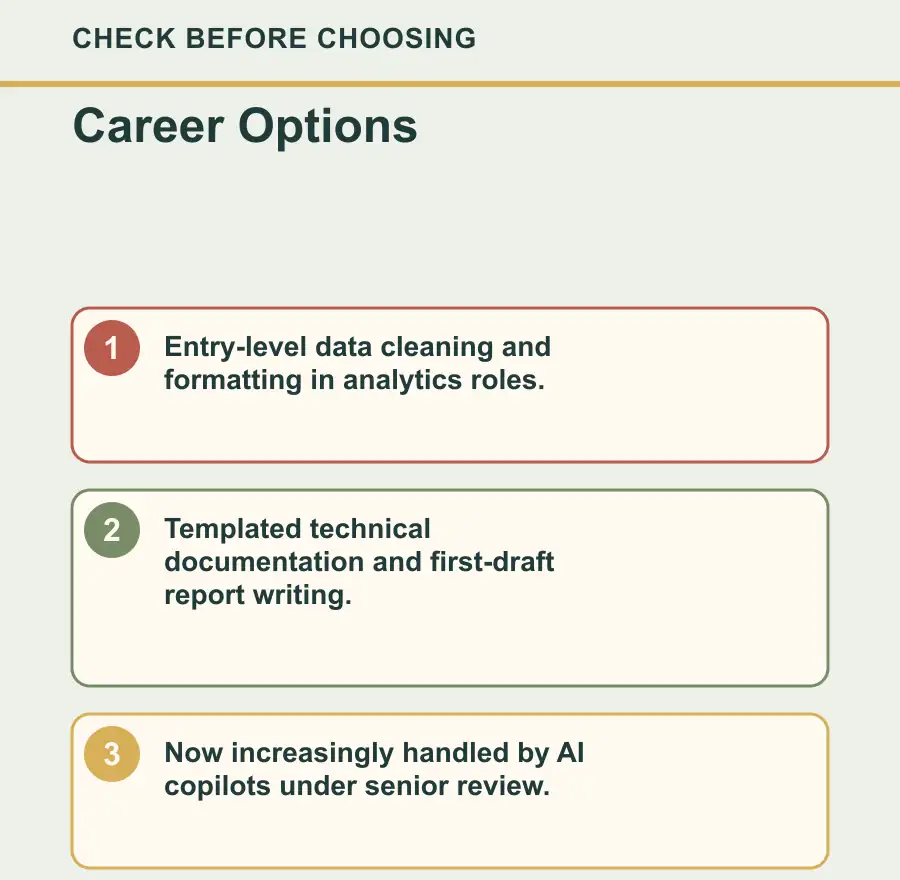 CHECK BEFORE CHOOSING
Career Options
1
Entry-level data cleaning and
formatting in analytics roles.
2
Templated technical
documentation and first-draft
report writing.
3
Now increasingly handled by AI
copilots under senior review.